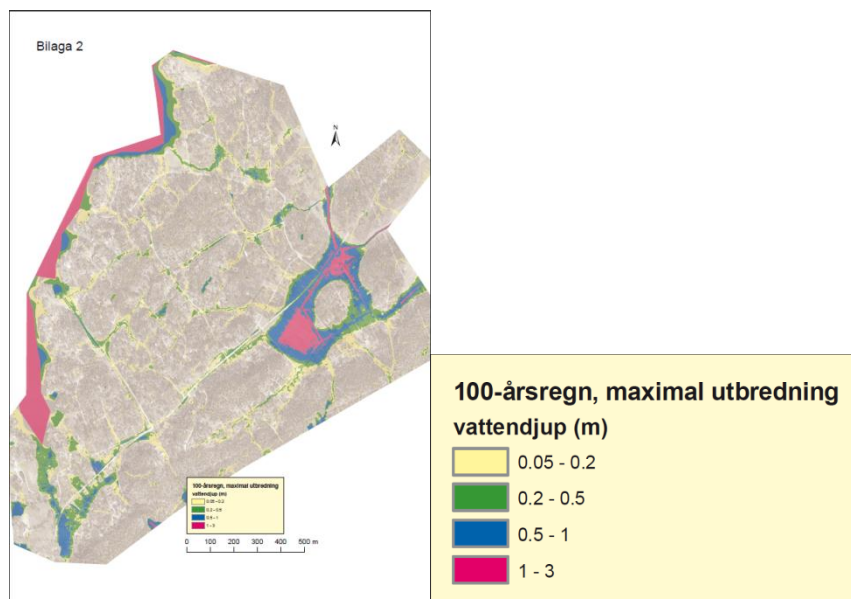 Bilaga 2
N
100-årsregn, maximal utbredning
vattendjup (m)
0.05 - 0.2
0.2 - 0.5
0.5 - 1
1 - 3
0 100 200 300 400 500 m
100-årsregn, maximal utbredning
vattendjup (m)
0.05 - 0.2
0.2 - 0.5
0.5 - 1
1 - 3